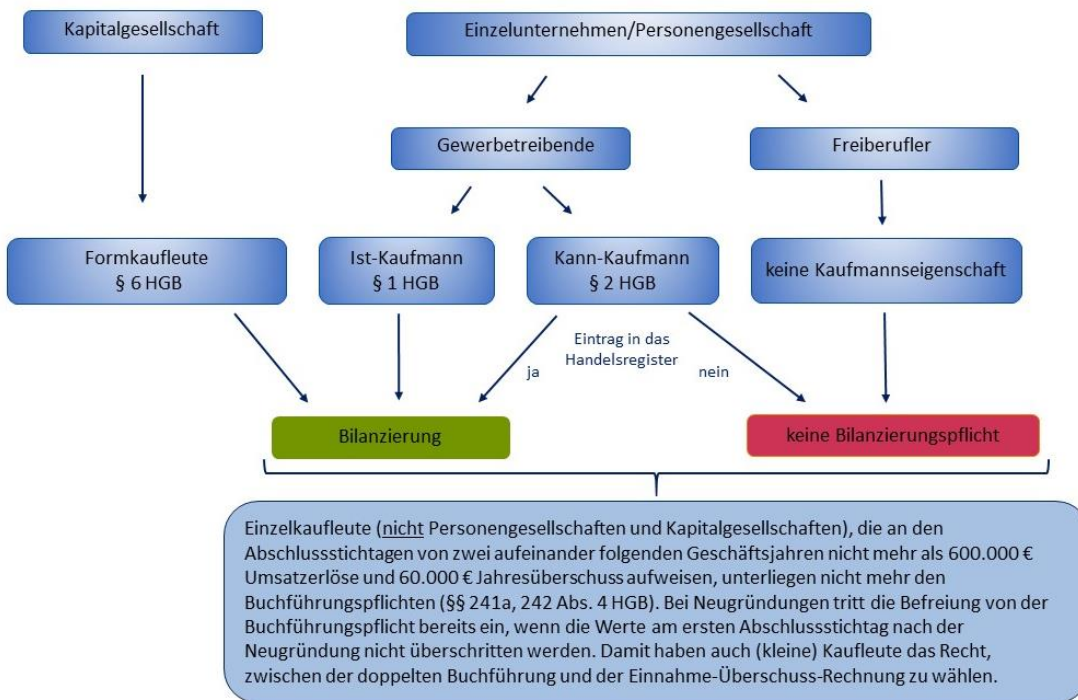 Kapitalgesellschaft
Einzelunternehmen/Personengesellschaft
Gewerbetreibende
Freiberufler
Formkaufleute
§ 6 HGB
Ist-Kaufmann
§ 1 HGB
Kann-Kaufmann
§ 2 HGB
keine Kaufmannseigenschaft
Eintrag in das
Handelsregister
ja
nein
Bilanzierung
keine Bilanzierungspflicht
Einzelkaufleute (nicht Personengesellschaften und Kapitalgesellschaften), die an den
Abschlussstichtagen von zwei aufeinander folgenden Geschäftsjahren nicht mehr als 600.000 €
Umsatzerlöse und 60.000 € Jahresüberschuss aufweisen, unterliegen nicht mehr den
Buchführungspflichten (§§ 241a, 242 Abs. 4 HGB). Bei Neugründungen tritt die Befreiung von der
Buchführungspflicht bereits ein, wenn die Werte am ersten Abschlussstichtag nach der
Neugründung nicht überschritten werden. Damit haben auch (kleine) Kaufleute das Recht,
zwischen der doppelten Buchführung und der Einnahme-Überschuss-Rechnung zu wählen.